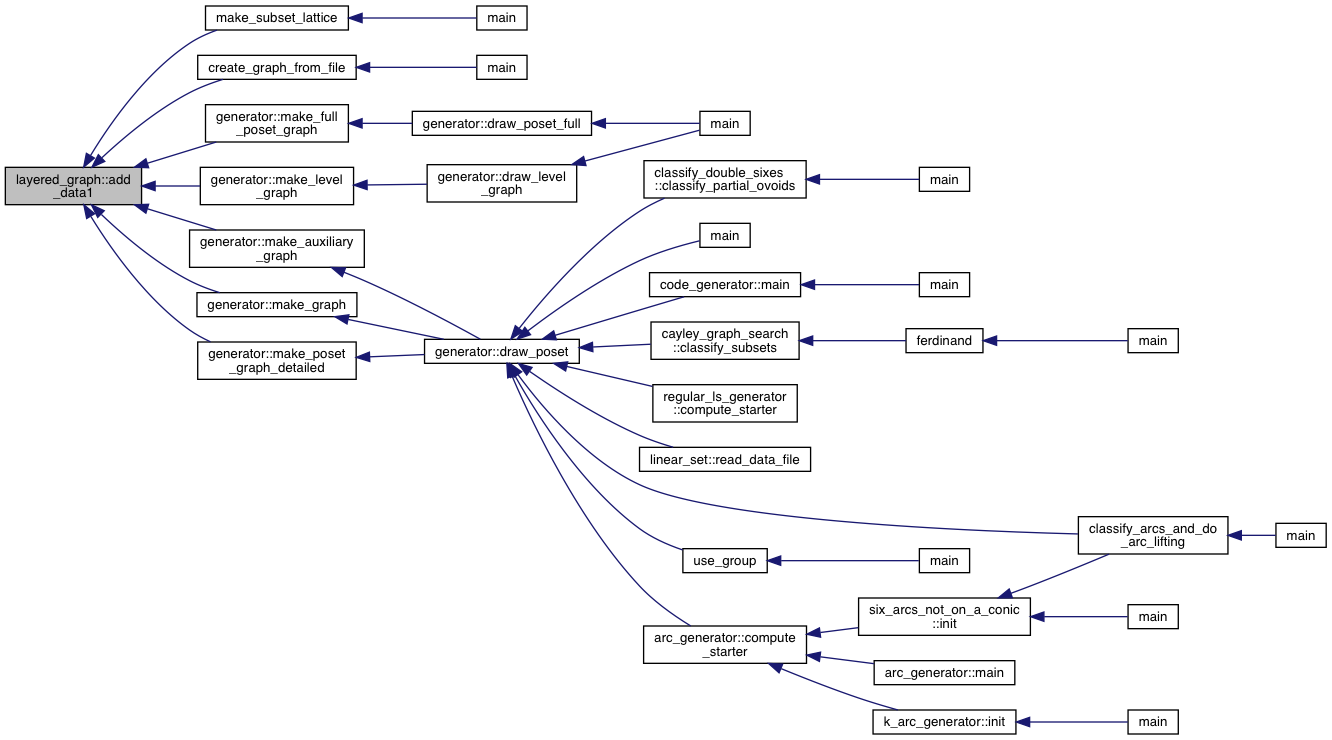 make_subset_lattice
main
create_graph_from_file
main
generator::make_full
_poset_graph
generator::draw_poset_full
main
layered_graph::add
_data1
generator::make_level
_graph
generator::draw_level
_graph
classify_double_sixes
::classify_partial_ovoids
main
generator::make_auxiliary
_graph
main
generator::make_graph
code_generator::main
main
generator::make_poset
_graph_detailed
generator::draw_poset
cayley_graph_search
::classify_subsets
ferdinand
main
regular_ls_generator
::compute_starter
linear_set::read_data_file
classify_arcs_and_do
_arc_lifting
main
use_group
main
six_arcs_not_on_a_conic
::init
main
arc_generator::compute
_starter
arc_generator::main
k_arc_generator::init
main